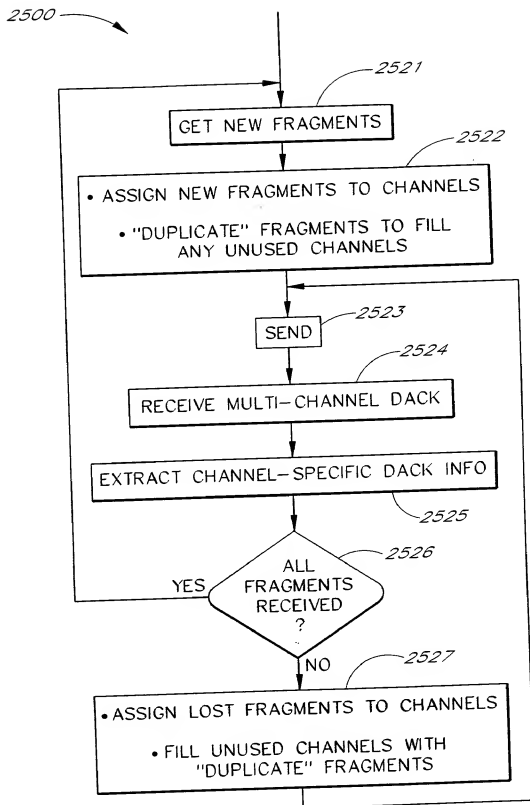 2500
2521
GET NEW FRAGMENTS
2522
• ASSIGN NEW FRAGMENTS TO CHANNELS
• "DUPLICATE" FRAGMENTS TO FILL
ANY UNUSED CHANNELS
2523
SEND
2524
RECEIVE MULTI-CHANNEL DACK
EXTRACT CHANNEL-SPECIFIC DACK INFO
2525
2526
ALL
FRAGMENTS
RECEIVED
?
YES
NO
2527
• ASSIGN LOST FRAGMENTS TO CHANNELS
• FILL UNUSED CHANNELS WITH
"DUPLICATE" FRAGMENTS